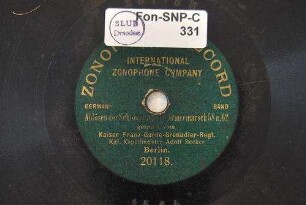 SLUB
Dresden
Fon-SNP-C
331
ZONOPHONE RECORD
INTERNATIONAL
ZONOPHONE COMPANY
GERMAN BAND
Kaiser Franz-Garde-Grenadier-Regt.
Kgl. Kapellmeister Adolf Becker
Berlin.
20118.